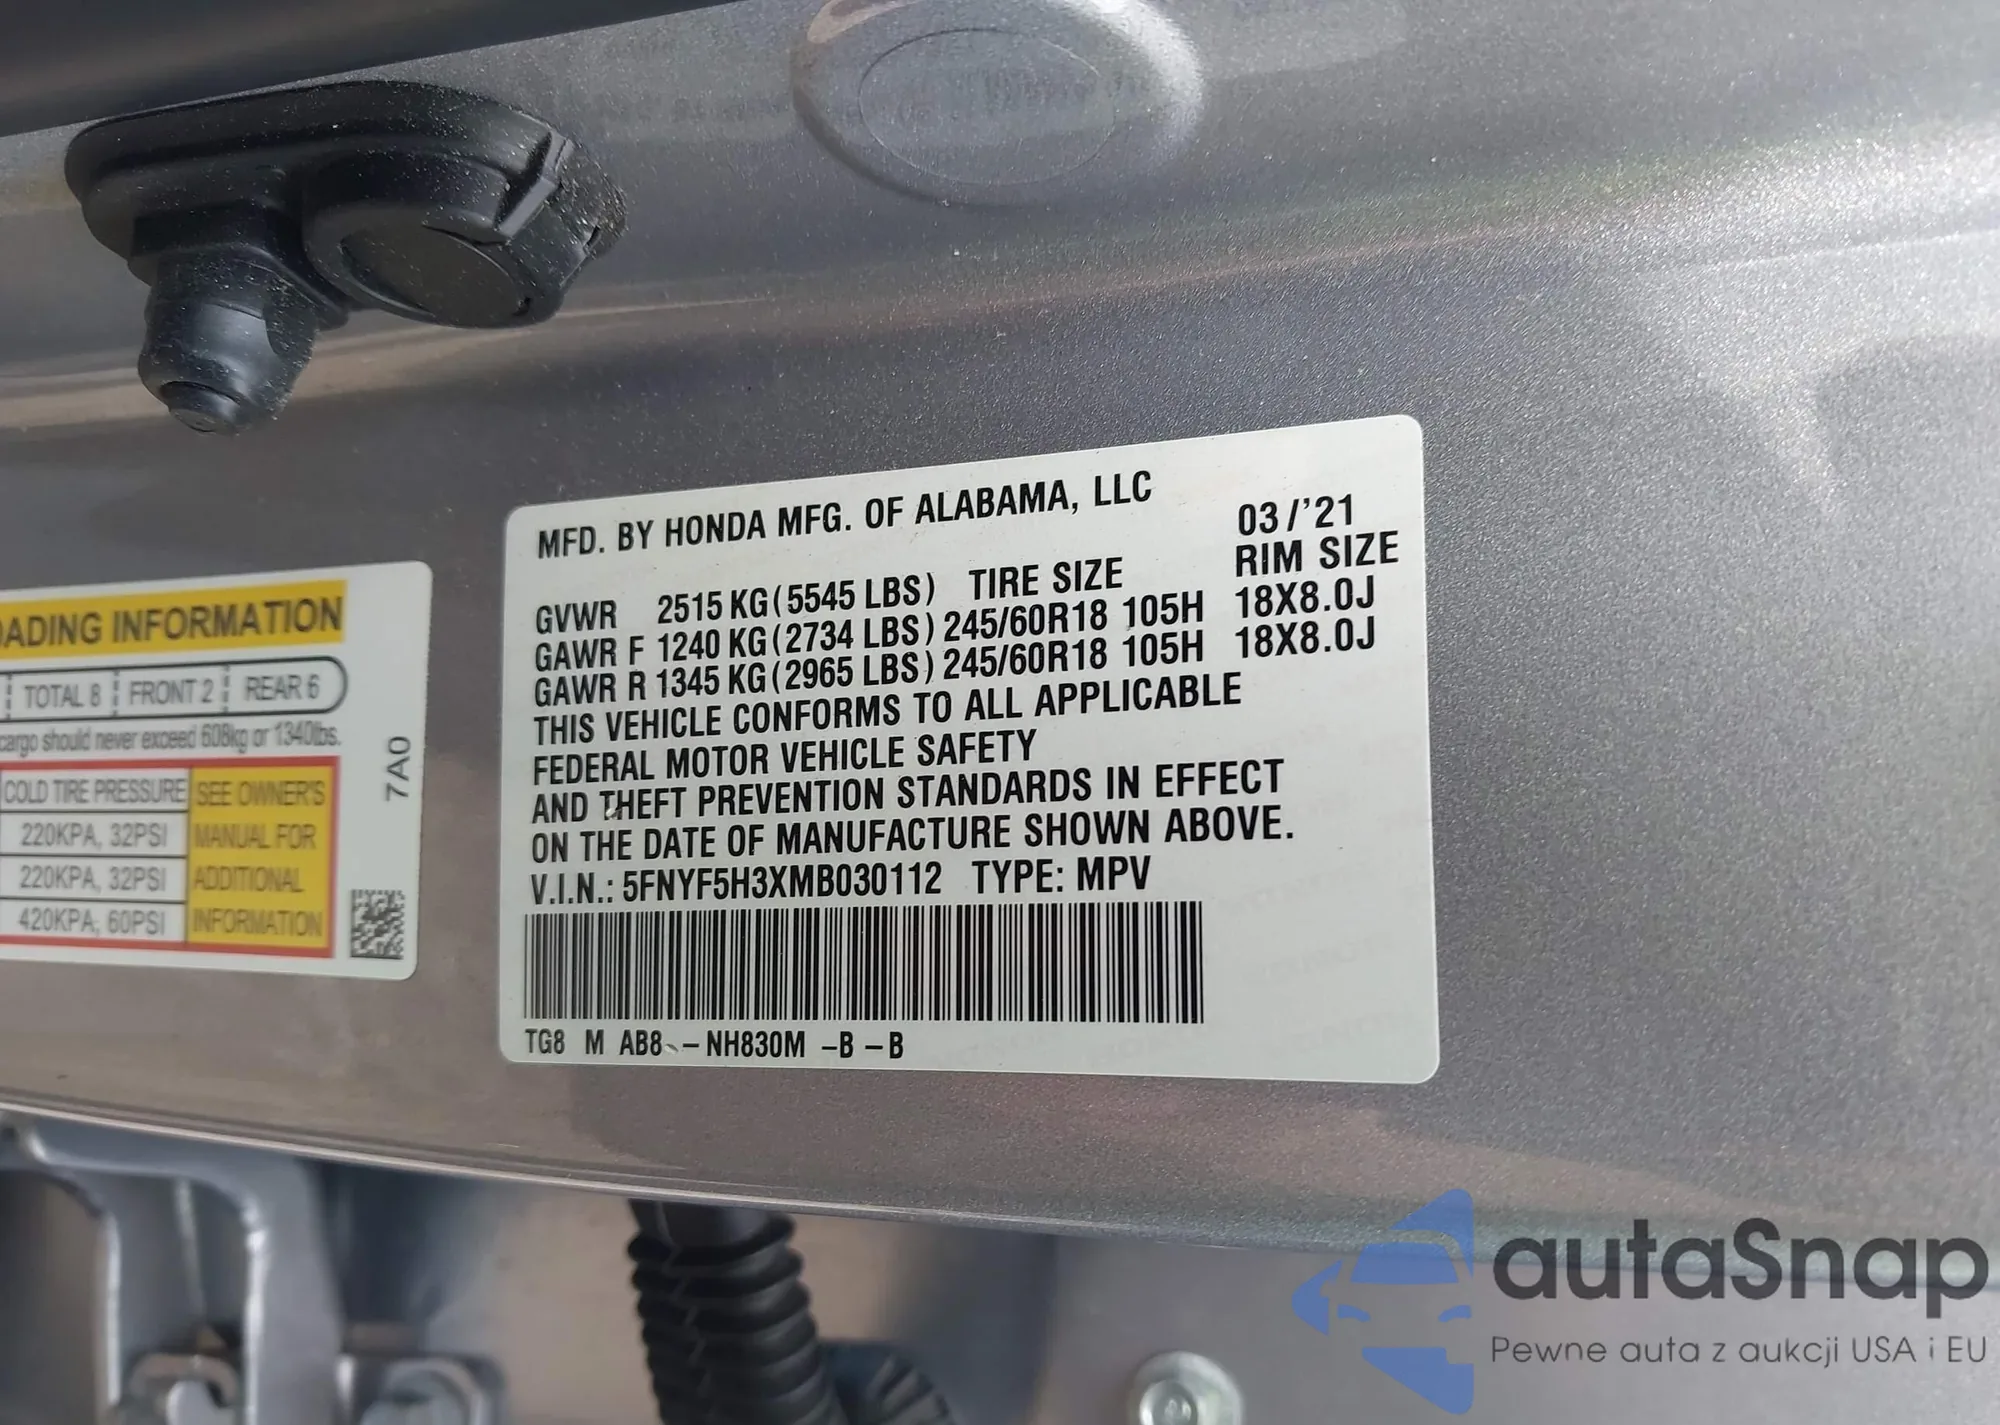 MFD. BY HONDA MFG. OF ALABAMA, LLC
03/'21
GVWR 2515 KG (5545 LBS) TIRE SIZE RIM SIZE
GAWR F 1240 KG (2734 LBS) 245/60R18 105H 18X8.0J
GAWR R 1345 KG (2965 LBS) 245/60R18 105H 18X8.0J
THIS VEHICLE CONFORMS TO ALL APPLICABLE
FEDERAL MOTOR VEHICLE SAFETY
AND THEFT PREVENTION STANDARDS IN EFFECT
ON THE DATE OF MANUFACTURE SHOWN ABOVE.
V.I.N.: 5FNYF5H3XMB030112 TYPE: MPV
TG8 M AB8 – NH830M –B –B
ADING INFORMATION
TOTAL 8 FRONT 2 REAR 6
cargo should never exceed 608kg or 1340lbs.
COLD TIRE PRESSURE
220KPA, 32PSI
220KPA, 32PSI
420KPA, 60PSI
SEE OWNER'S
MANUAL FOR
ADDITIONAL
INFORMATION
7A0
autaSnap
Pewne auta z aukcji USA i EU